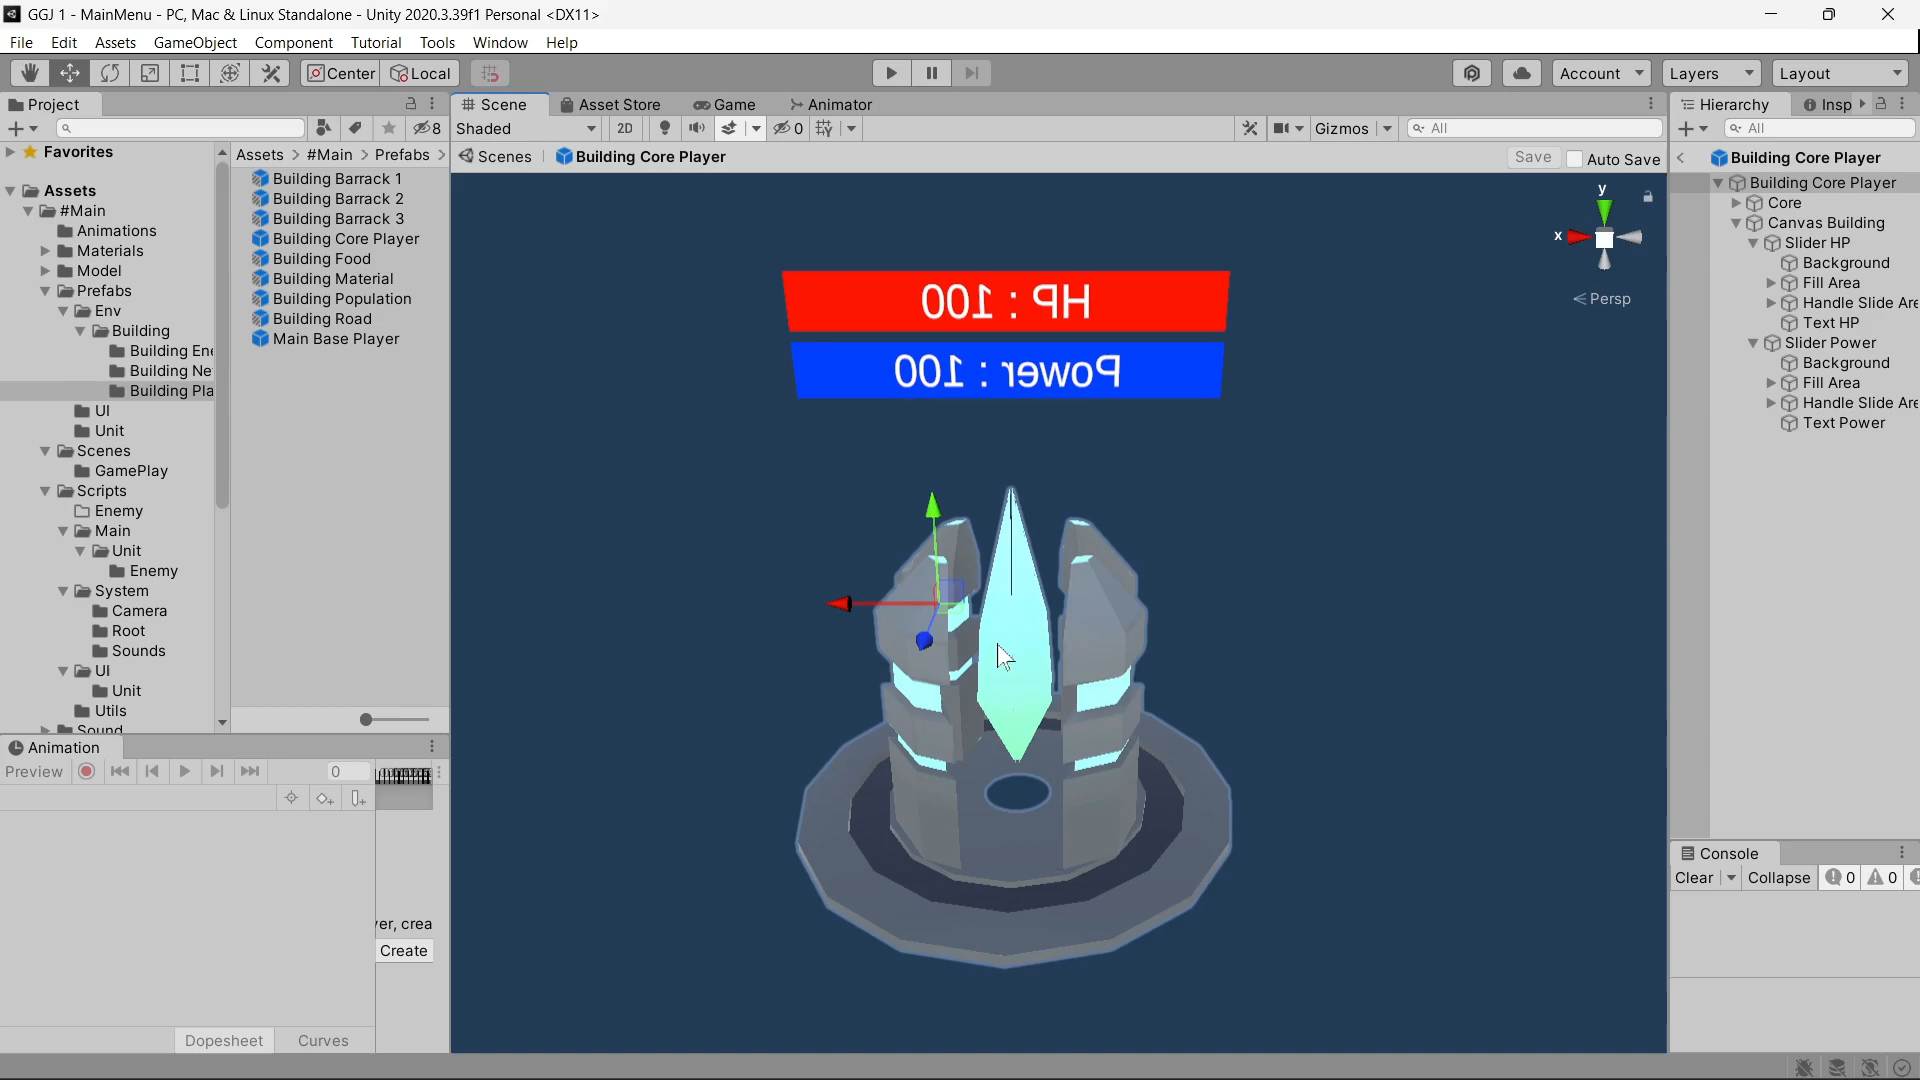 GGJ 1 - MainMenu - PC, Mac & Linux Standalone - Unity 2020.3.39f1 Personal <DX11>
File Edit Assets GameObject Component Tutorial Tools Window Help
Center Local Account Layers Layout
Project
8
Favorites
Assets
#Main
Animations
Materials
Model
Prefabs
Env
Building
Building Ene
Building Ne
Building Pla
UI
Unit
Scenes
GamePlay
Scripts
Enemy
Main
Unit
Enemy
System
Camera
Root
Sounds
UI
Unit
Utils
Sound
Assets > #Main > Prefabs >
Building Barrack 1
Building Barrack 2
Building Barrack 3
Building Core Player
Building Food
Building Material
Building Population
Building Road
Main Base Player
Animation
Preview 0
yer, crea
Create
Dopesheet Curves
Scene Asset Store Game Animator
Shaded 2D 0 Gizmos All
Scenes Building Core Player Save Auto Save
HP : 100
Power : 100
y
x
< Persp
Hierarchy Insp
All
Building Core Player
Building Core Player
Core
Canvas Building
Slider HP
Background
Fill Area
Handle Slide Are
Text HP
Slider Power
Background
Fill Area
Handle Slide Are
Text Power
Console
Clear Collapse 0 0